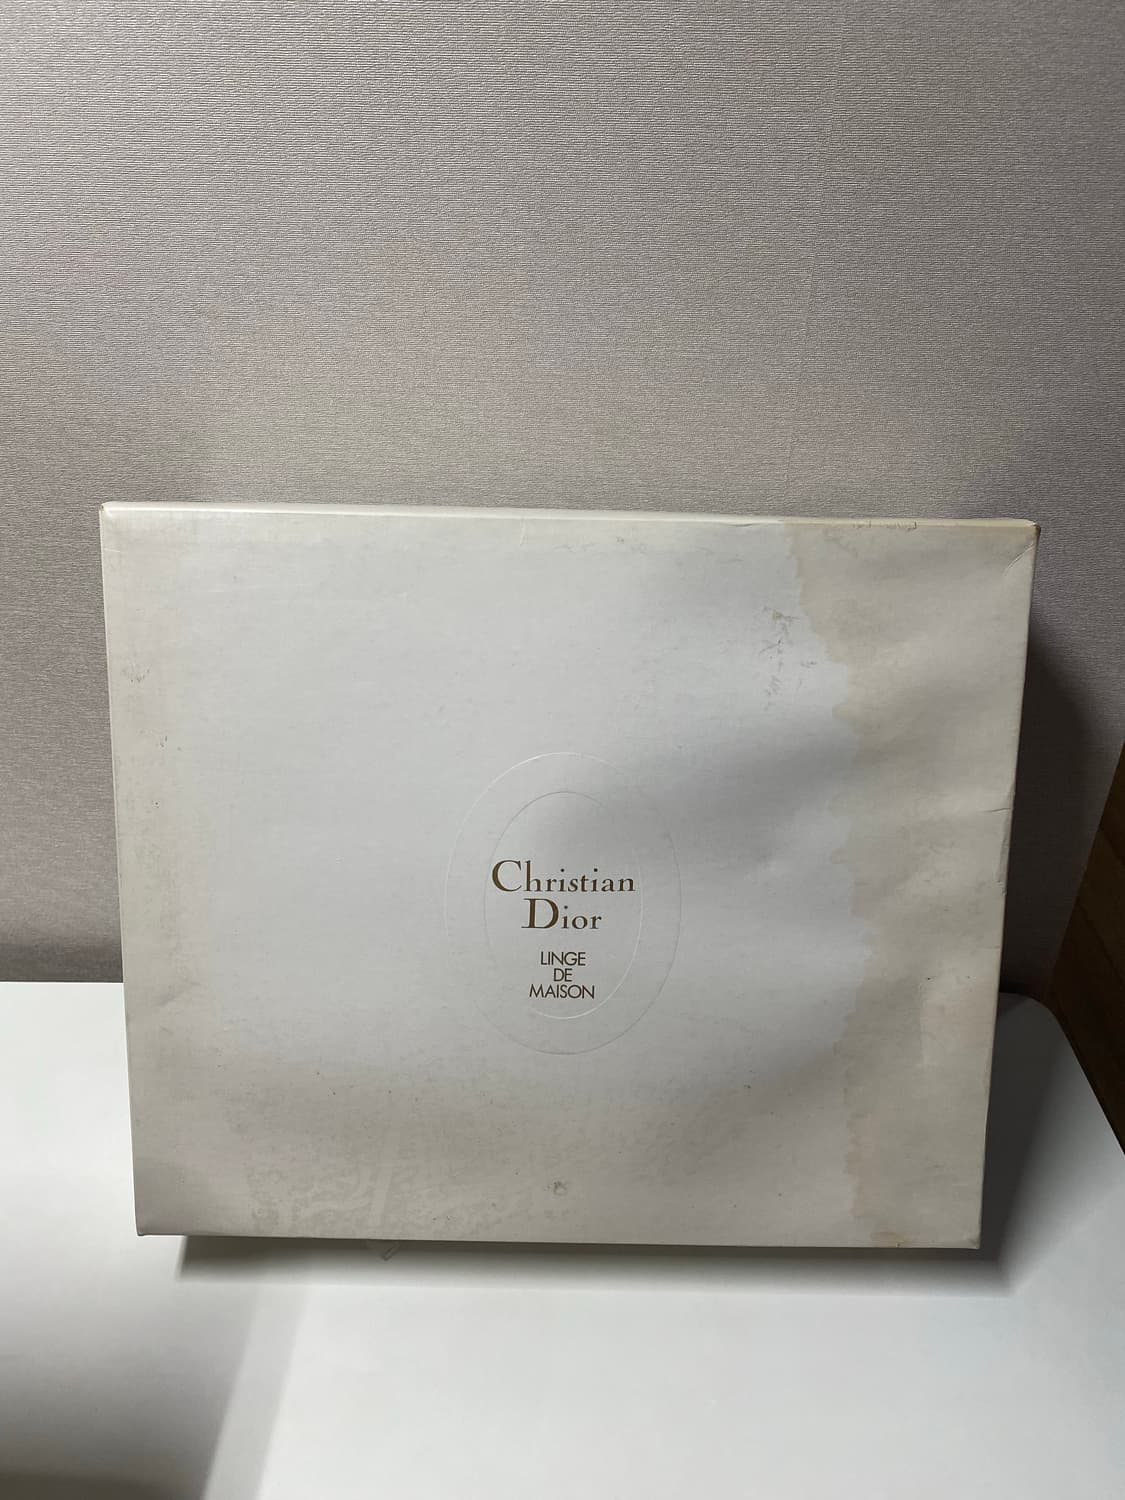 Christian
Dior
LINGE
DE
MAISON